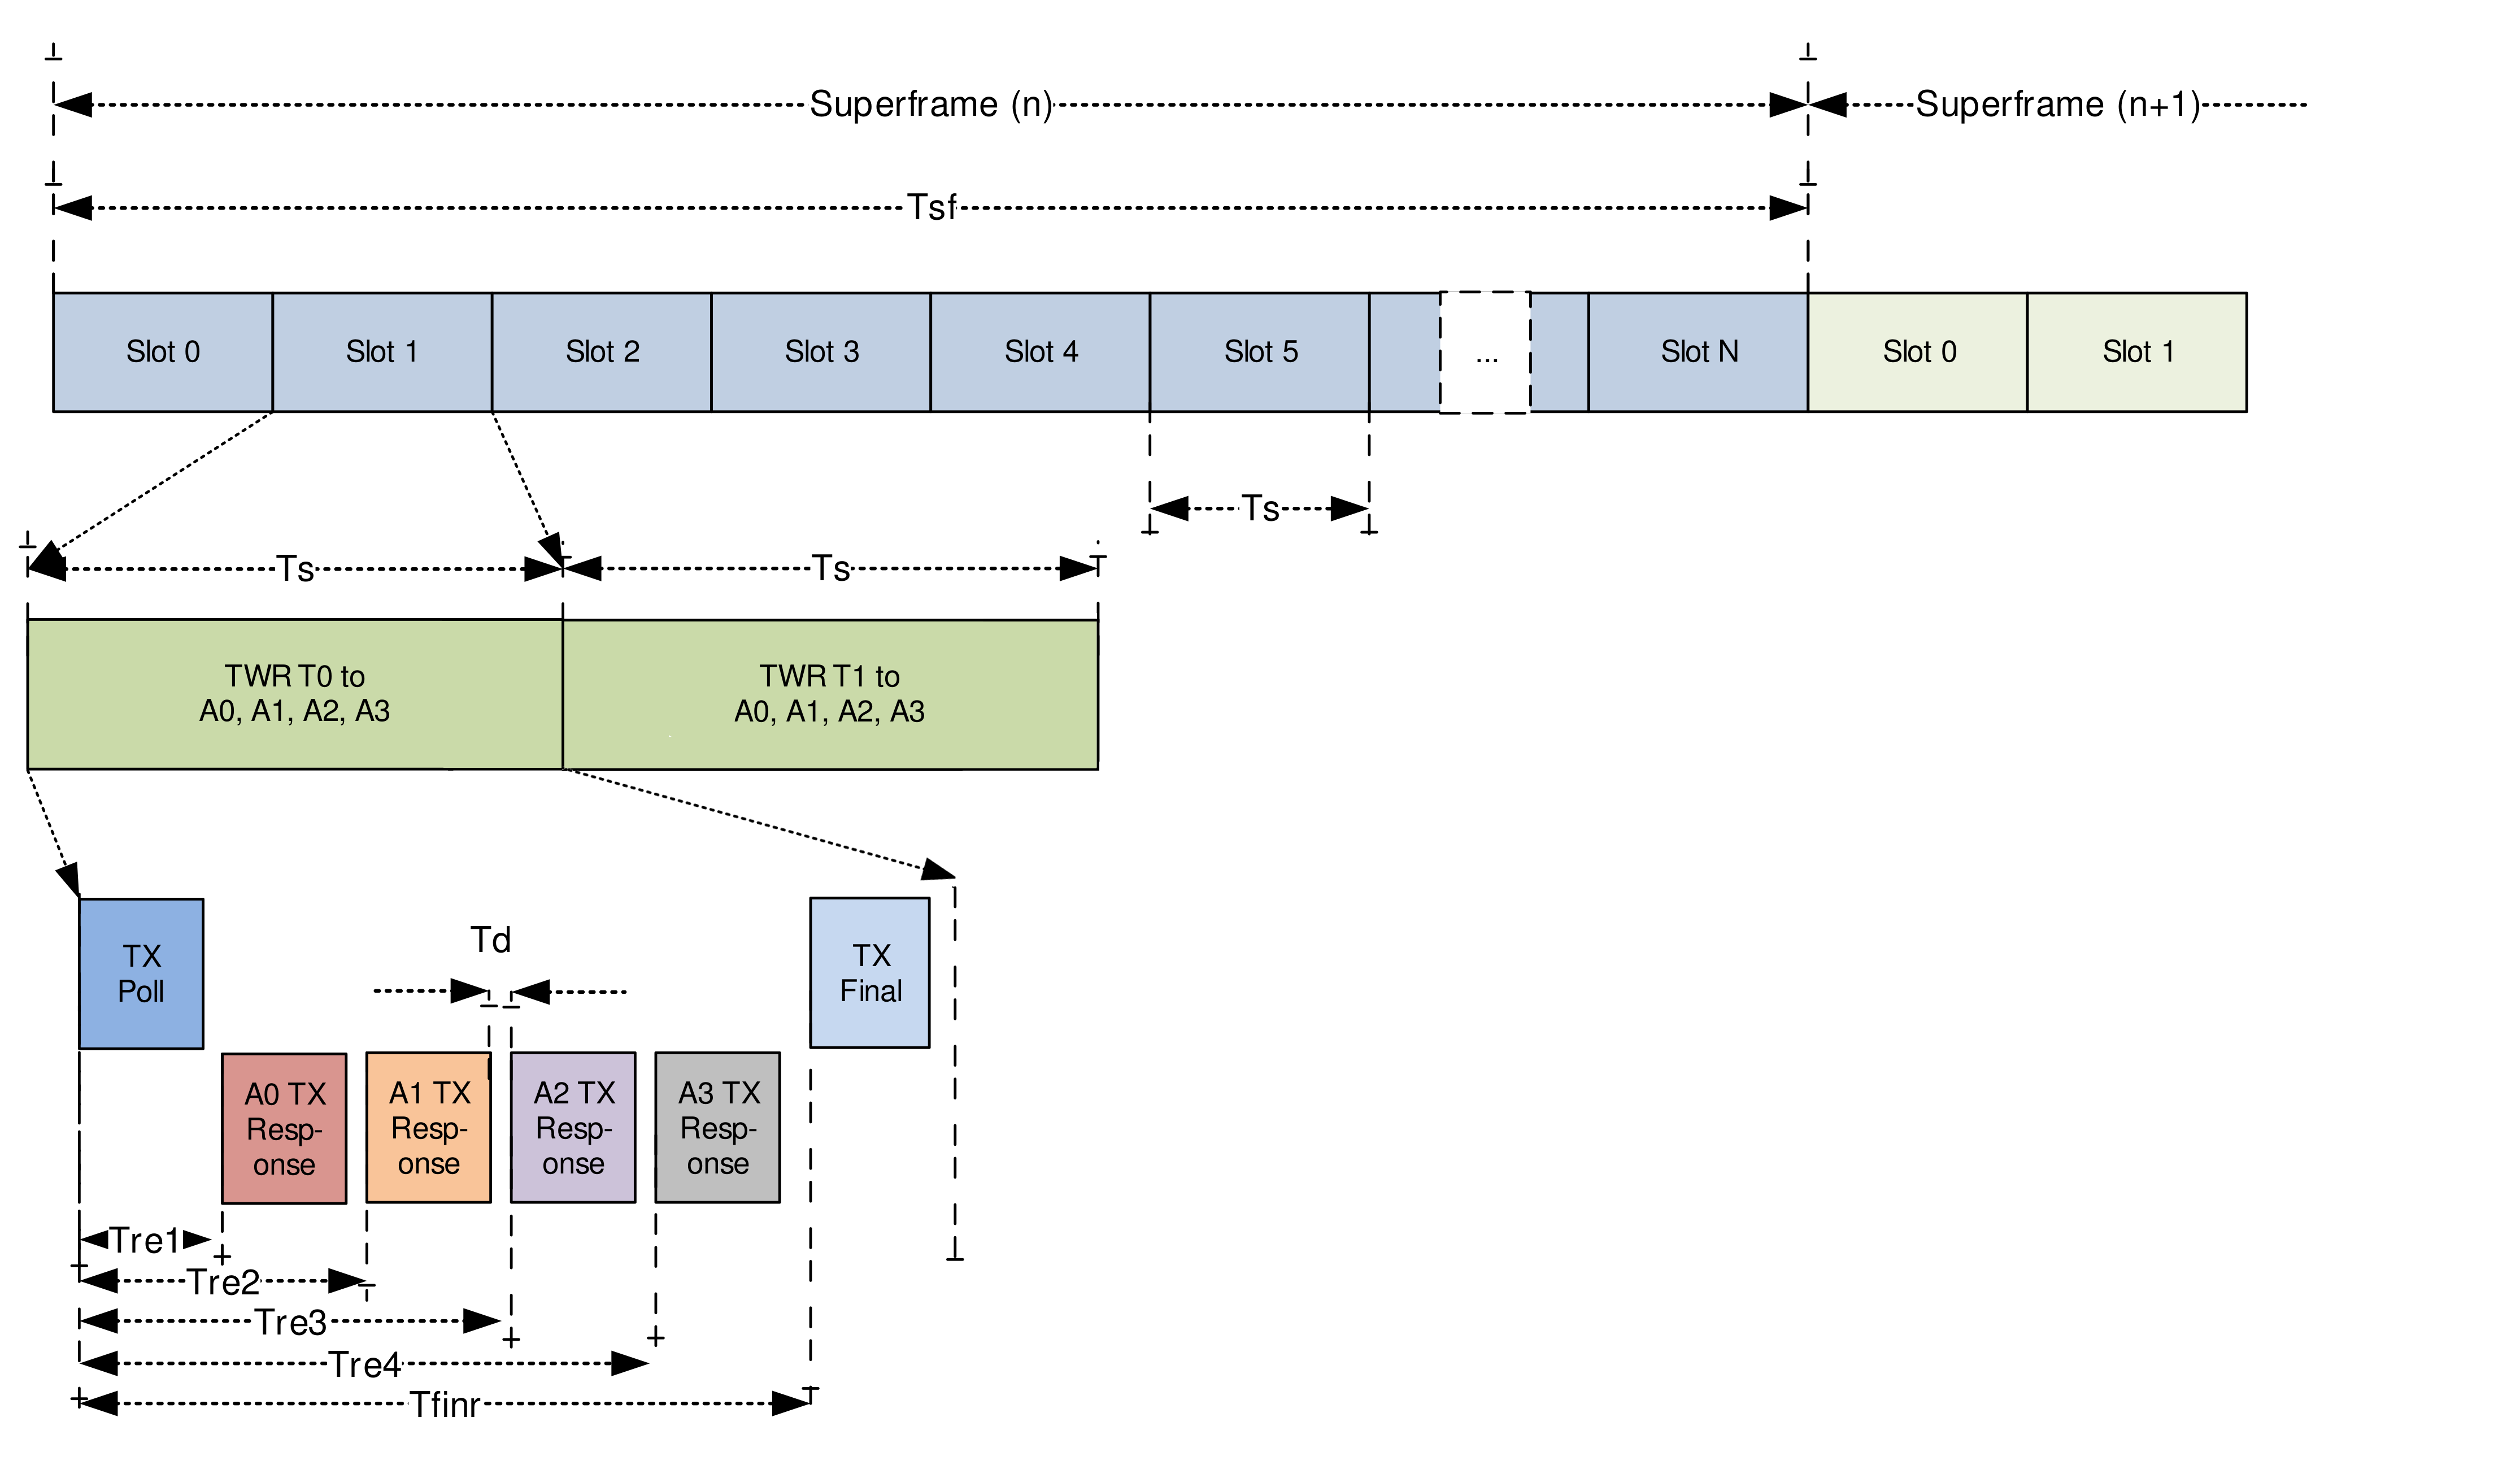 Superframe (n)
Superframe (n+1)
Tsf
Slot 0
Slot 1
Slot 2
Slot 3
Slot 4
Slot 5
...
Slot N
Slot 0
Slot 1
Ts
Ts
Ts
TWR T0 to
A0, A1, A2, A3
TWR T1 to
A0, A1, A2, A3
TX
Poll
Td
TX
Final
A0 TX
Resp-
onse
A1 TX
Resp-
onse
A2 TX
Resp-
onse
A3 TX
Resp-
onse
Tre1
Tre2
Tre3
Tre4
Tfinr